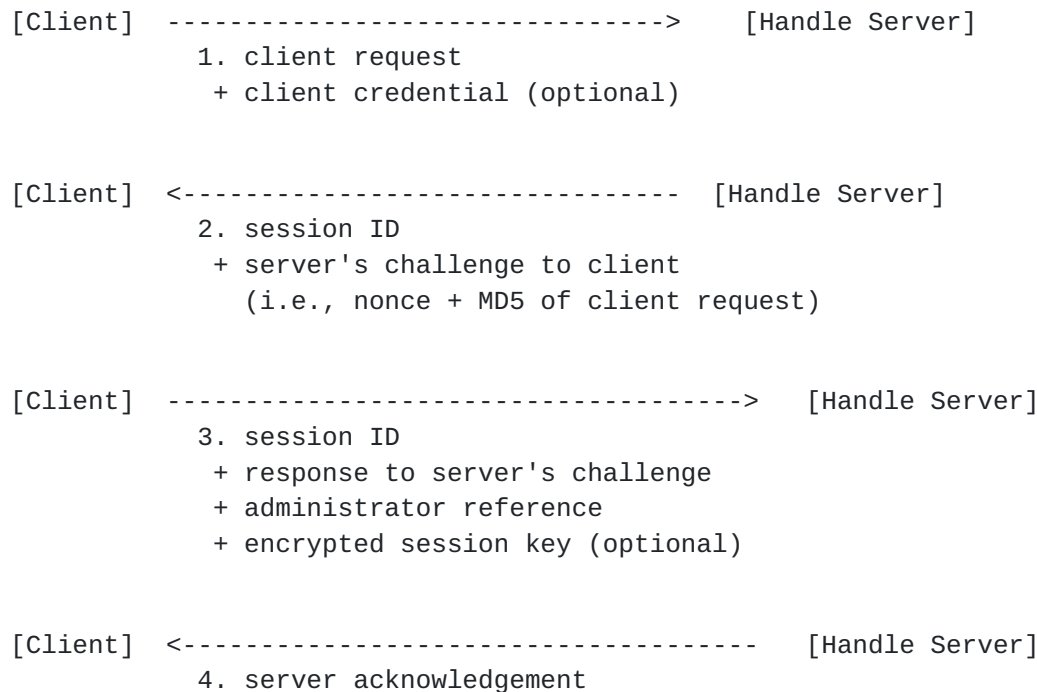 [Client]  -------------------------------->    [Handle Server]
1. client request
+ client credential (optional)
[Client]  <--------------------------------  [Handle Server]
2. session ID
+ server's challenge to client
(i.e., nonce + MD5 of client request)
[Client]  ------------------------------------->   [Handle Server]
3. session ID
+ response to server's challenge
+ administrator reference
+ encrypted session key (optional)
[Client]  <-------------------------------------   [Handle Server]
4. server acknowledgement